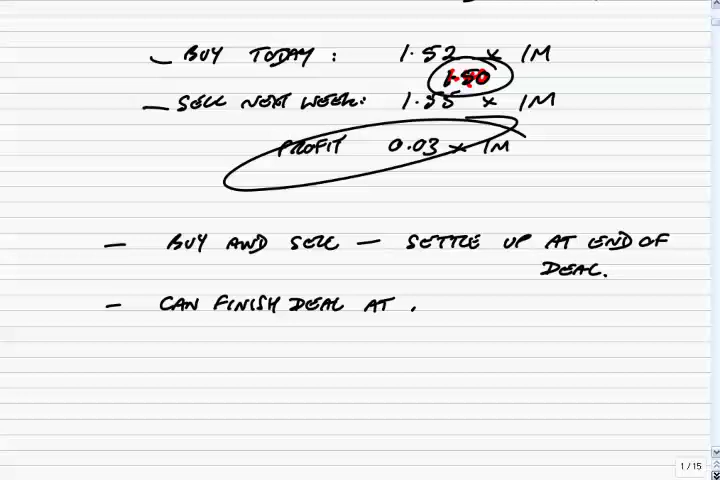 - BUY TODAY: 1.52 x 1M
1.50
- SELL NEXT WEEK: 1.55 x 1M
PROFIT 0.03 x 1M
- BUY AND SELL - SETTLE UP AT END OF
DEAL.
- CAN FINISH DEAL AT .
1 / 15